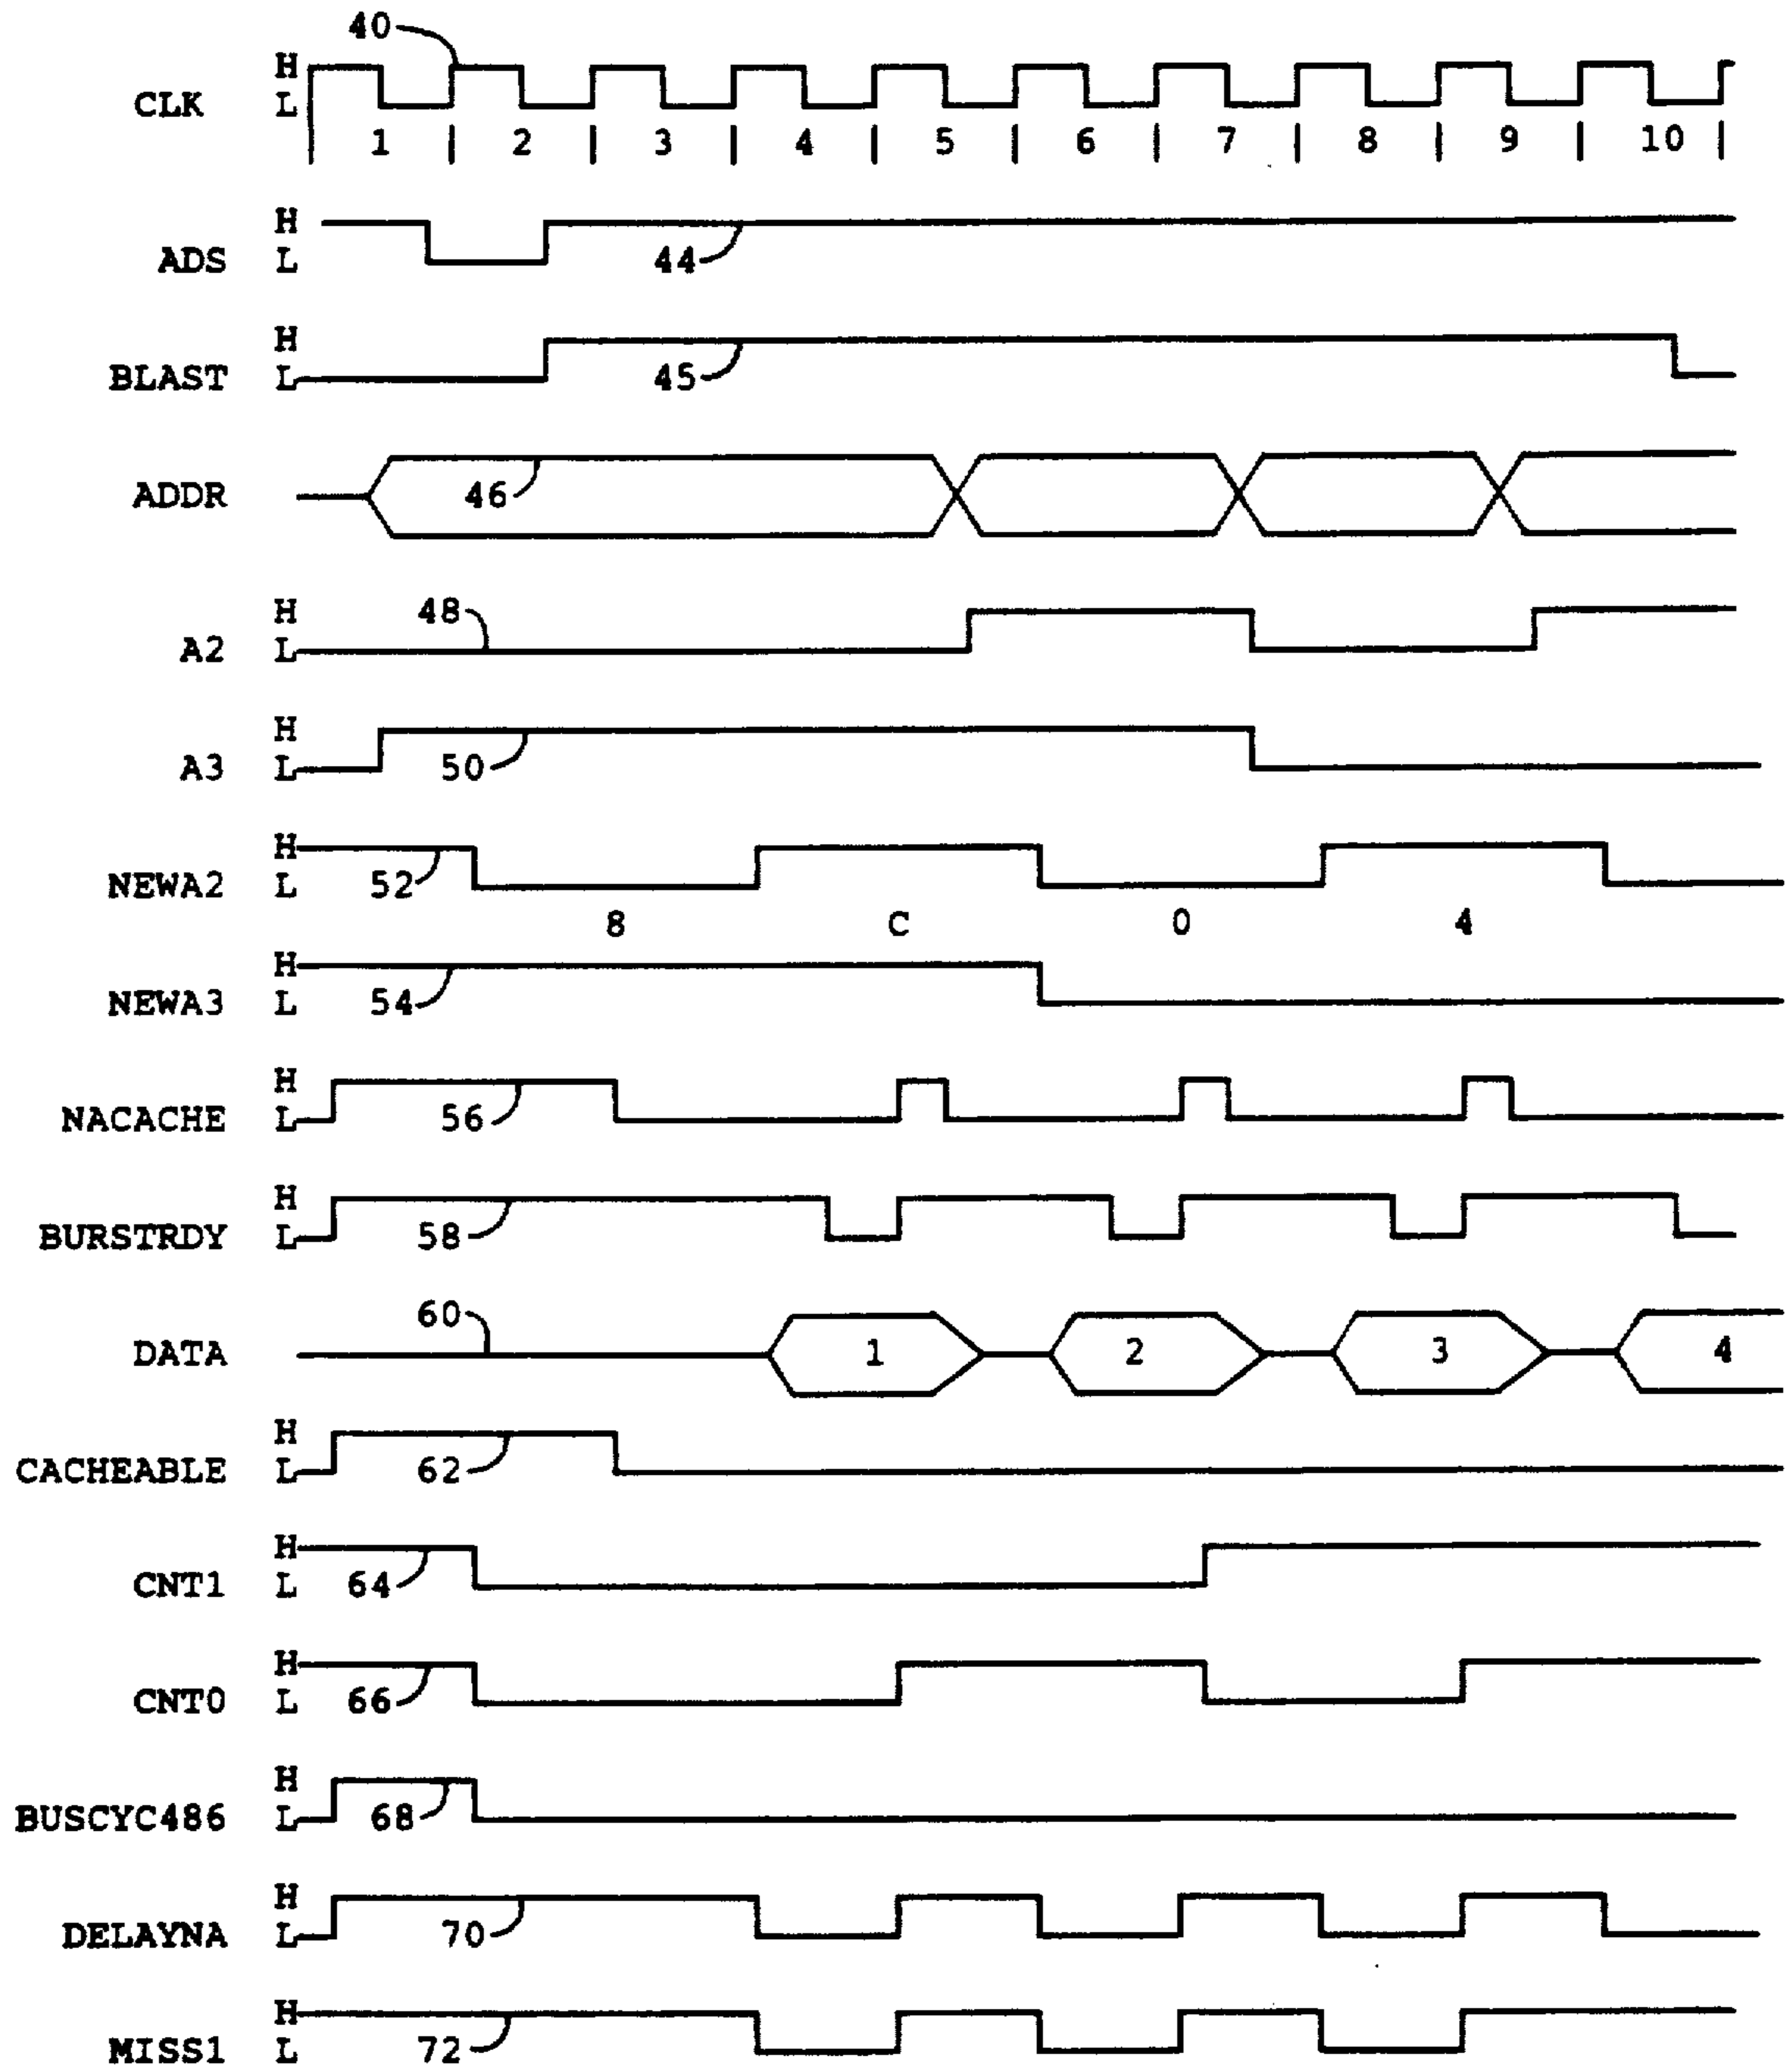 40
H
CLK L
1 | 2 | 3 | 4 | 5 | 6 | 7 | 8 | 9 | 10 |
H
ADS L 44
H
BLAST L 45
ADDR 46
H 48
A2 L
H
A3 L 50
H
NEWA2 L 52
8 C 0 4
H
NEWA3 L 54
H
NACACHE L 56
H
BURSTRDY L 58
60
DATA 1 2 3 4
H
CACHEABLE L 62
H
CNT1 L 64
H
CNT0 L 66
H
BUSCYC486 L 68
H
DELAYNA L 70
H
MISS1 L 72